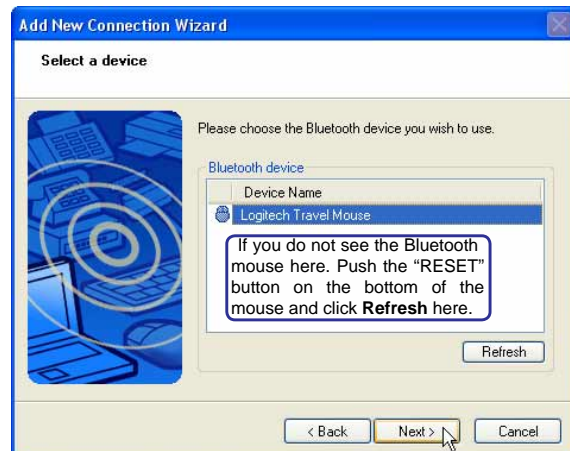 Add New Connection Wizard
Select a device
Please choose the Bluetooth device you wish to use.
Bluetooth device
Device Name
Logitech Travel Mouse
If you do not see the Bluetooth
mouse here. Push the “RESET”
button on the bottom of the
mouse and click Refresh here.
Refresh
< Back Next > Cancel